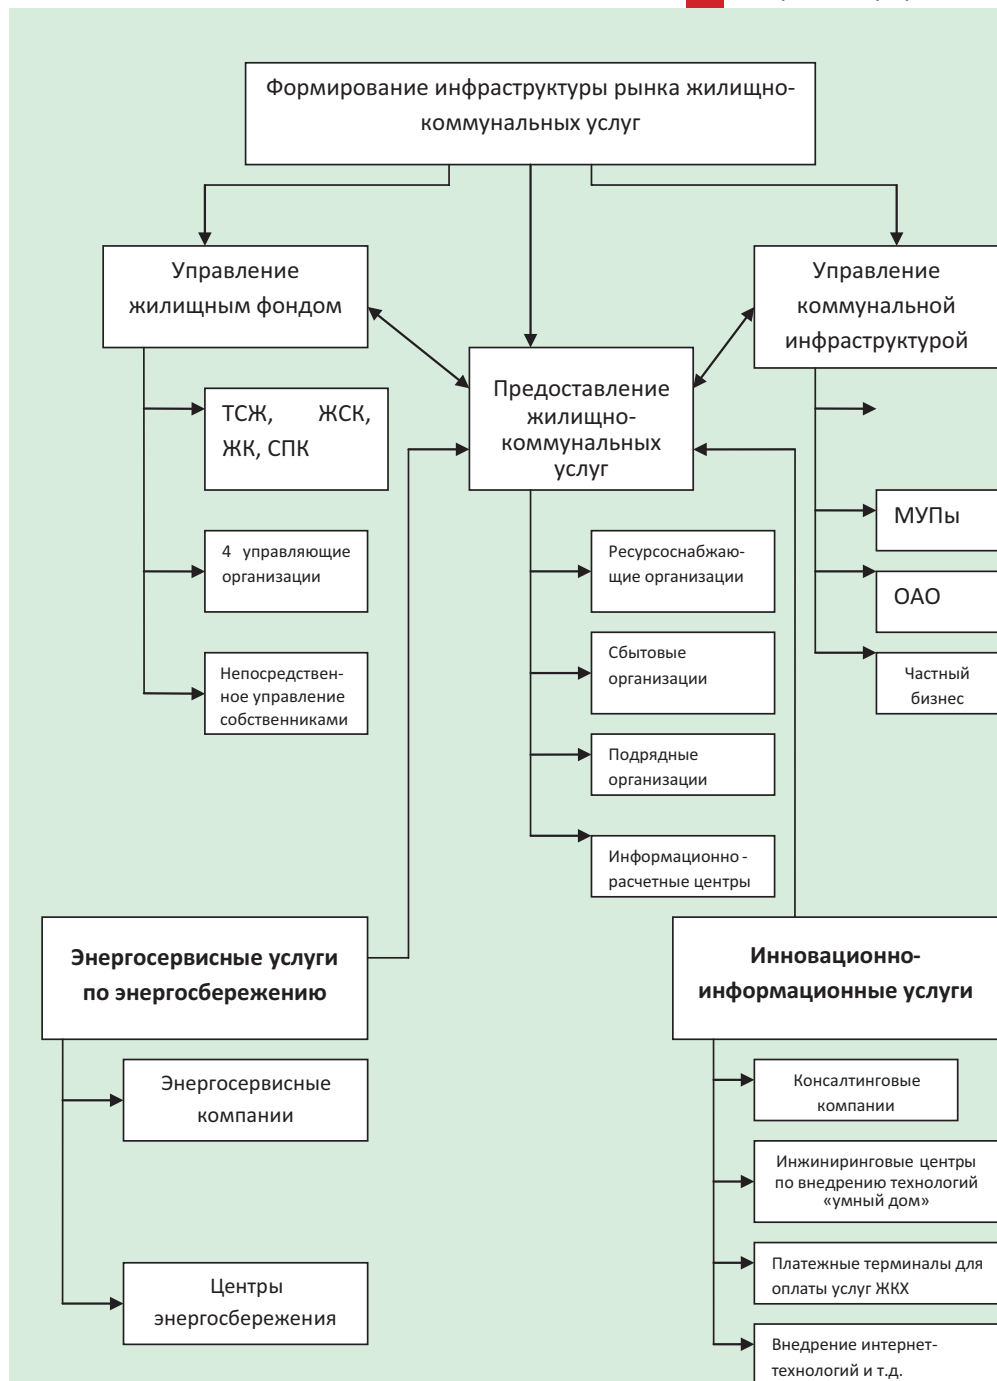 Формирование инфраструктуры рынка жилищно-
коммунальных услуг
Управление
жилищным фондом
Управление
коммунальной
инфраструктурой
Предоставление
жилищно-
коммунальных
услуг
ТСЖ, ЖСК,
ЖК, СПК
4 управляющие
организации
Непосредствен-
ное управление
собственниками
Ресурсоснабжаю-
щие организации
Сбытовые
организации
Подрядные
организации
Информационно-
расчетные центры
МУПы
ОАО
Частный
бизнес
Энергосервисные услуги
по энергосбережению
Энергосервисные
компании
Центры
энергосбережения
Инновационно-
информационные услуги
Консалтинговые
компании
Инжиниринговые центры
по внедрению технологий
«умный дом»
Платежные терминалы для
оплаты услуг ЖКХ
Внедрение интернет-
технологий и т.д.